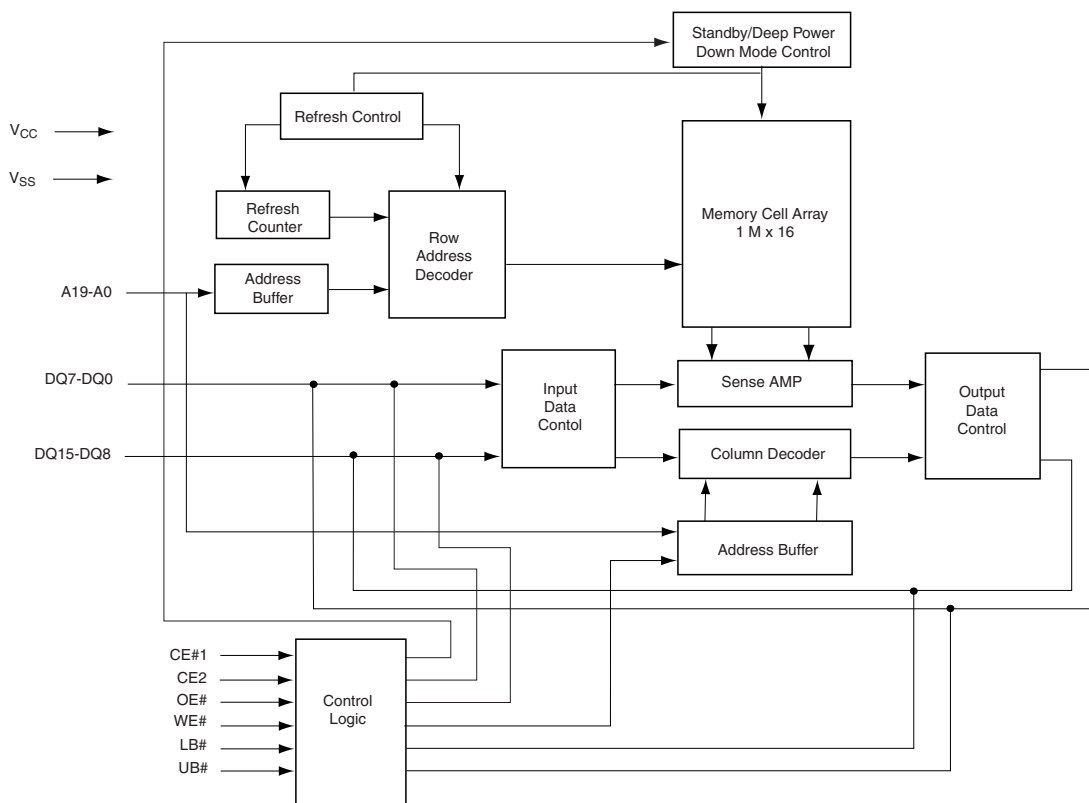 Standby/Deep Power
Down Mode Control
Refresh Control
VCC
VSS
Refresh
Counter
Row
Address
Decoder
Memory Cell Array
1 M x 16
Address
Buffer
A19-A0
DQ7-DQ0
Input
Data
Contol
Sense AMP
Output
Data
Control
DQ15-DQ8
Column Decoder
Address Buffer
CE#1
CE2
OE#
WE#
LB#
UB#
Control
Logic